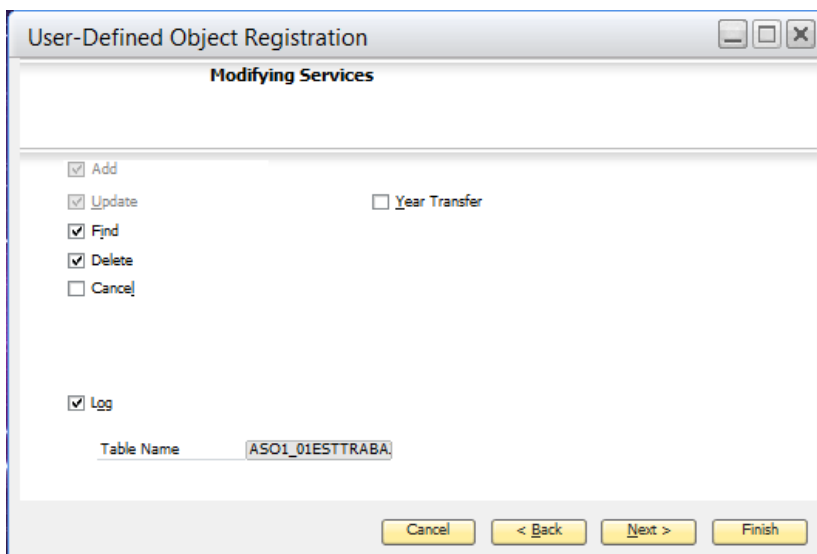 User-Defined Object Registration
Modifying Services
Add
Update
Year Transfer
Find
Delete
Cancel
Log
Table Name ASO1_01ESTTRABA.
Cancel < Back Next > Finish